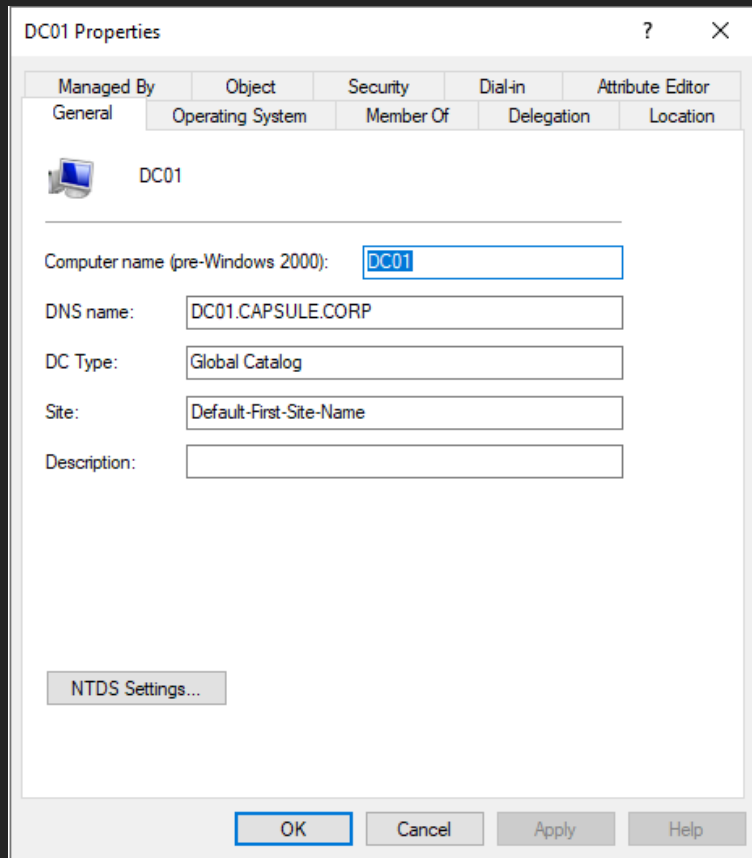 DC01 Properties
?
Managed By Object Security Dial-in Attribute Editor
General Operating System Member Of Delegation Location
DC01
Computer name (pre-Windows 2000): DC01
DNS name: DC01.CAPSULE.CORP
DC Type: Global Catalog
Site: Default-First-Site-Name
Description:
NTDS Settings...
OK Cancel Apply Help